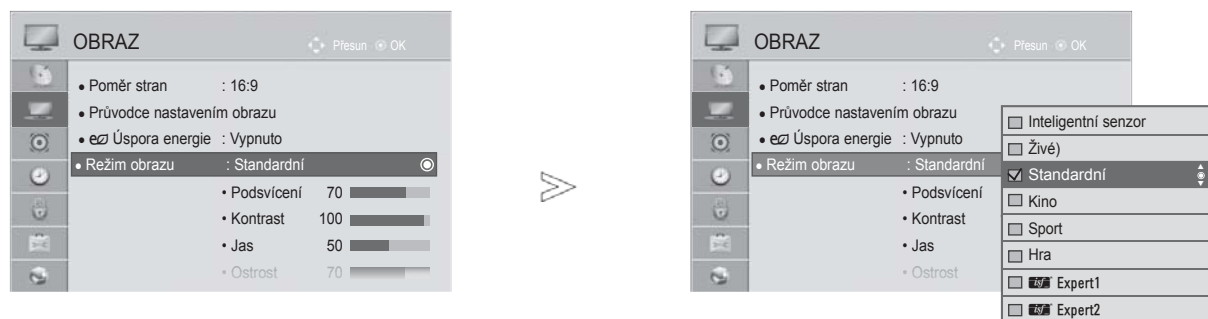 OBRAZ Přesun OK
• Poměr stran : 16:9
• Průvodce nastavením obrazu
• Úspora energie : Vypnuto
• Režim obrazu : Standardní
• Podsvícení 70
• Kontrast 100
• Jas 50
• Ostrost 70
OBRAZ Přesun OK
• Poměr stran : 16:9
• Průvodce nastavením obrazu
• Úspora energie : Vypnuto
• Režim obrazu : Standardní
• Podsvícení
• Kontrast
• Jas
• Ostrost
Inteligentní senzor
Živé)
Standardní
Kino
Sport
Hra
isf Expert1
isf Expert2